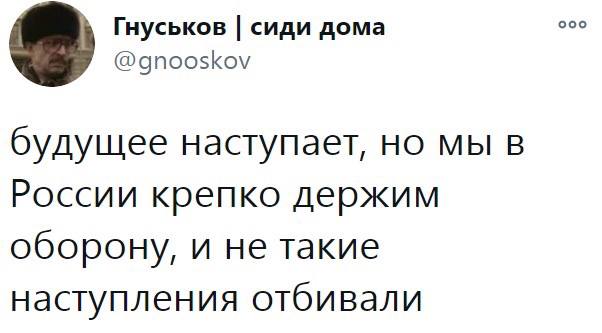 Гнуськов | сиди дома
@gnooskov
будущее наступает, но мы в
России крепко держим
оборону, и не такие
наступления отбивали